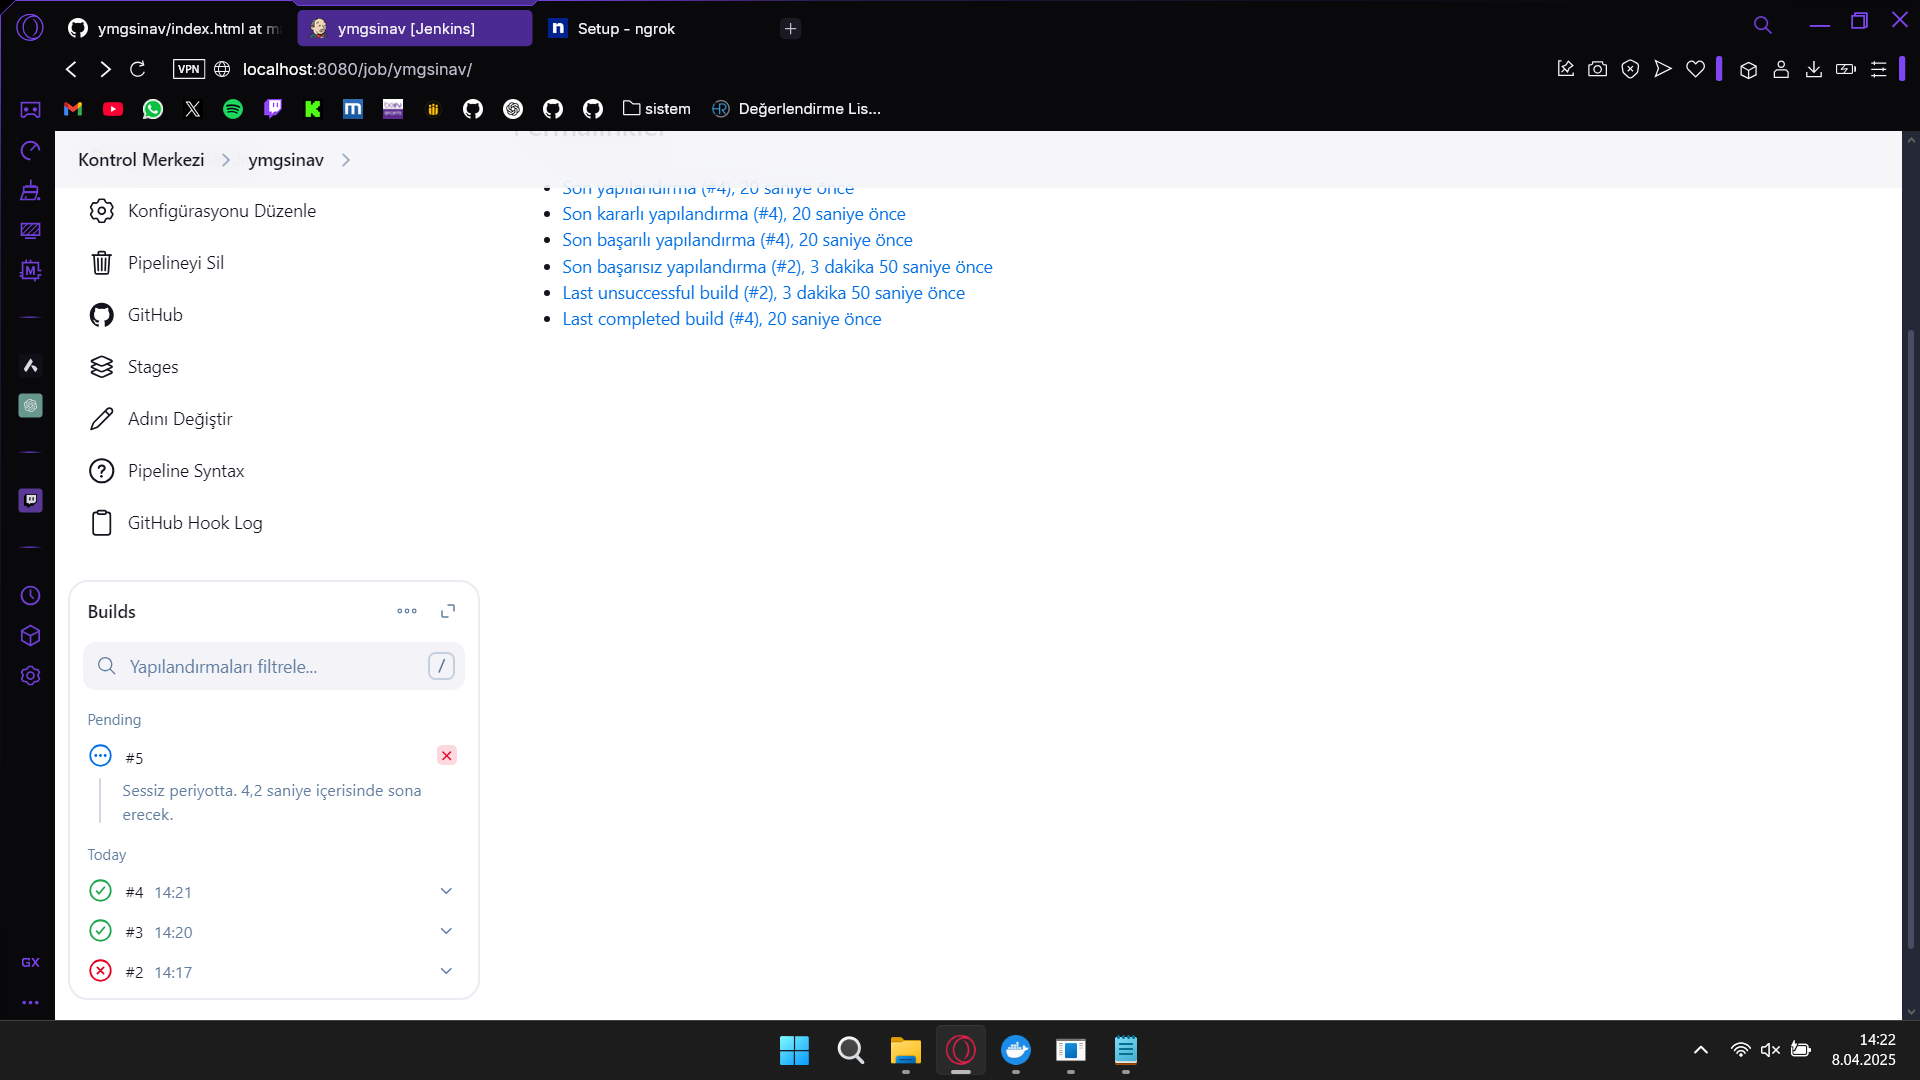 ymgsinav/index.html at m
ymgsinav [Jenkins]
Setup - ngrok
VPN
localhost:8080/job/ymgsinav/
sistem
Değerlendirme Lis...
Permalinkler
Kontrol Merkezi
ymgsinav
Son yapılandırma (#4), 20 saniye önce
Son kararlı yapılandırma (#4), 20 saniye önce
Son başarılı yapılandırma (#4), 20 saniye önce
Son başarısız yapılandırma (#2), 3 dakika 50 saniye önce
Last unsuccessful build (#2), 3 dakika 50 saniye önce
Last completed build (#4), 20 saniye önce
Konfigürasyonu Düzenle
Pipelineyi Sil
GitHub
Stages
Adını Değiştir
Pipeline Syntax
GitHub Hook Log
Builds
Yapılandırmaları filtrele...
/
Pending
#5
Sessiz periyotta. 4,2 saniye içerisinde sona
erecek.
Today
#4 14:21
#3 14:20
#2 14:17
GX
14:22
8.04.2025